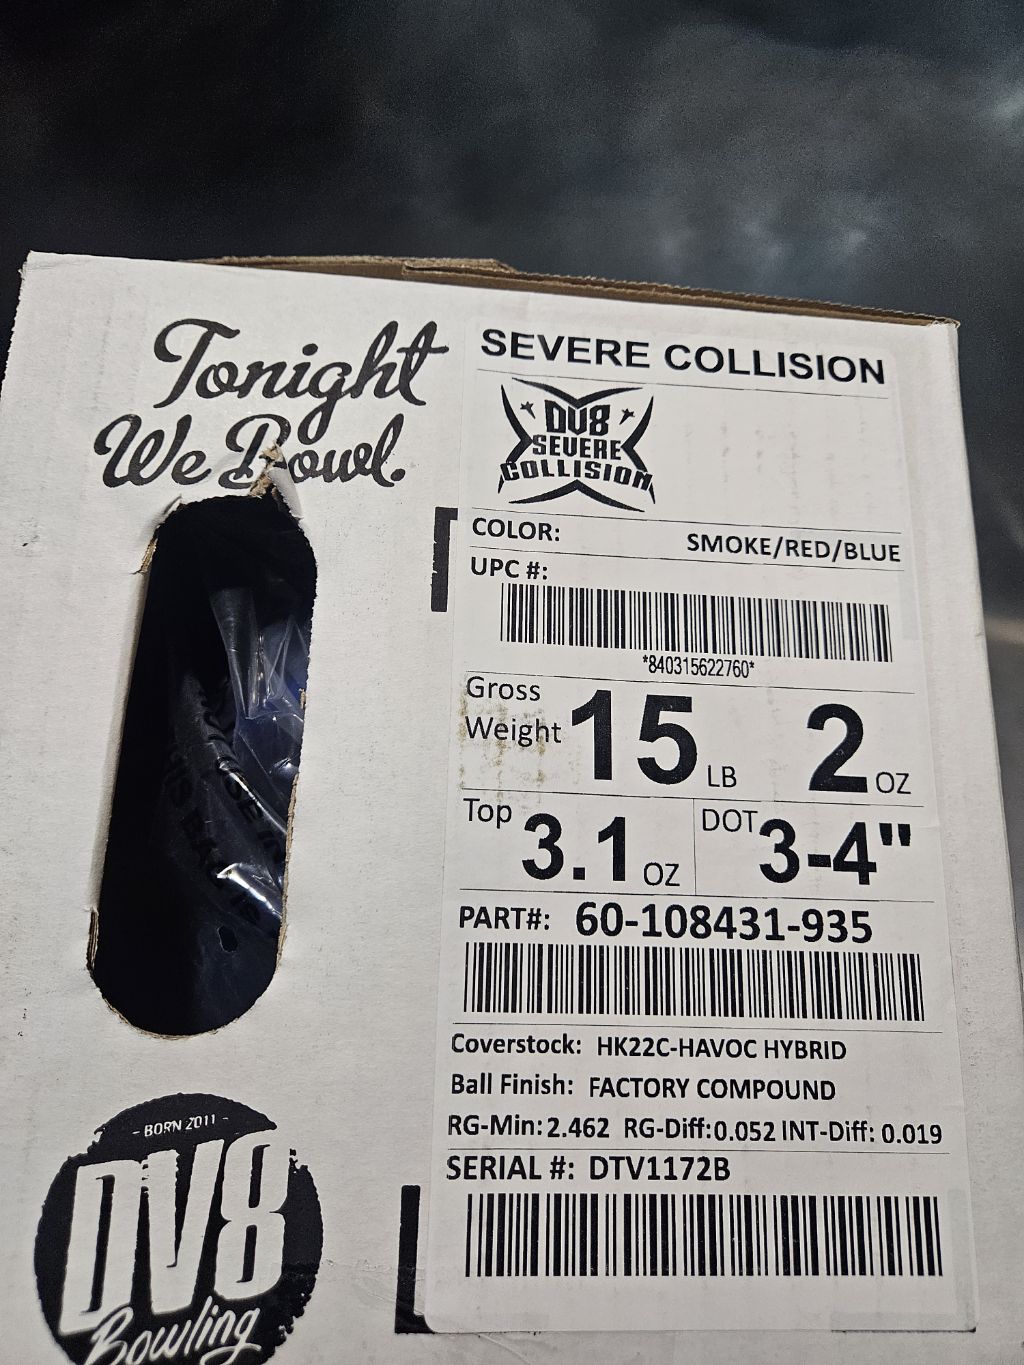 Tonight
We Bowl.
SEVERE COLLISION
DV8
SEVERE
COLLISION
COLOR: SMOKE/RED/BLUE
UPC #:
*840315622760*
Gross Weight 15 LB 2 OZ
Top 3.1 OZ DOT 3-4"
PART#: 60-108431-935
Coverstock: HK22C-HAVOC HYBRID
Ball Finish: FACTORY COMPOUND
RG-Min: 2.462 RG-Diff: 0.052 INT-Diff: 0.019
SERIAL #: DTV1172B
- BORN 2011 -
DV8
Bowling